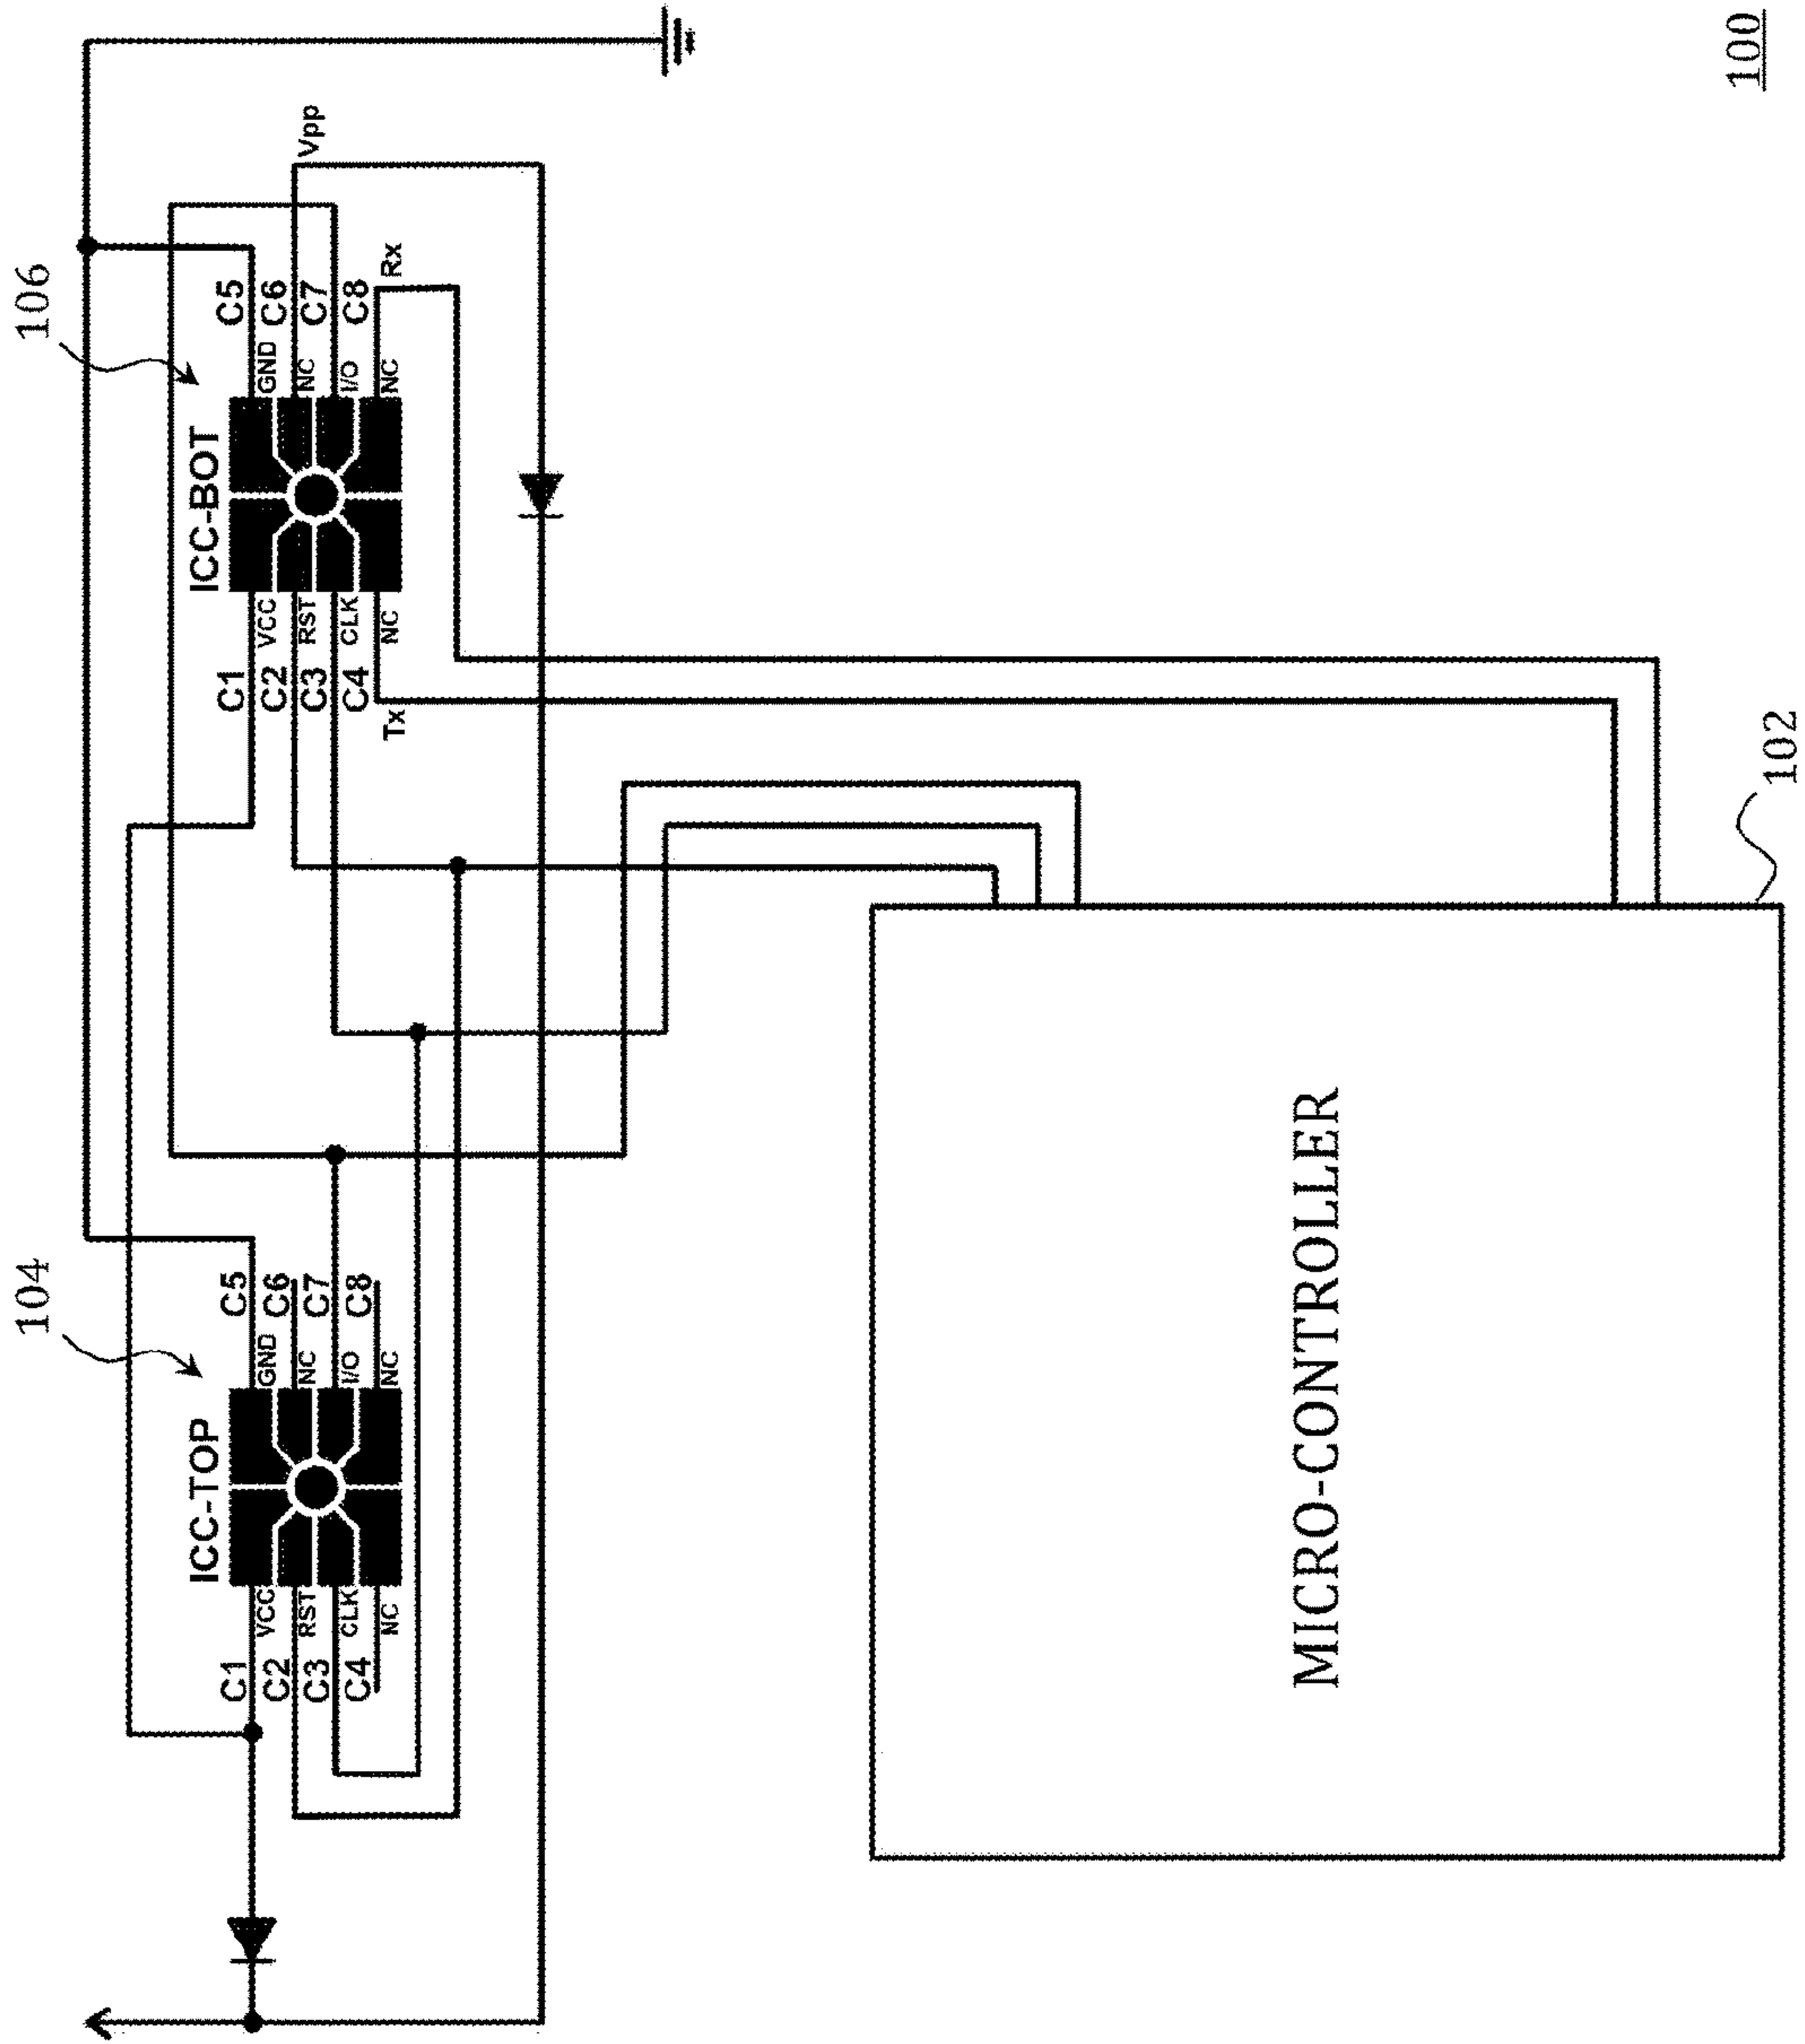 104
ICC-TOP
C1 VCC GND C5
C2 RST NC C6
C3 CLK I/O C7
C4 NC NC C8
106
ICC-BOT
C1 VCC GND C5
C2 RST NC C6 Vpp
C3 CLK I/O C7
C4 NC NC C8
Tx Rx
MICRO-CONTROLLER
102
100